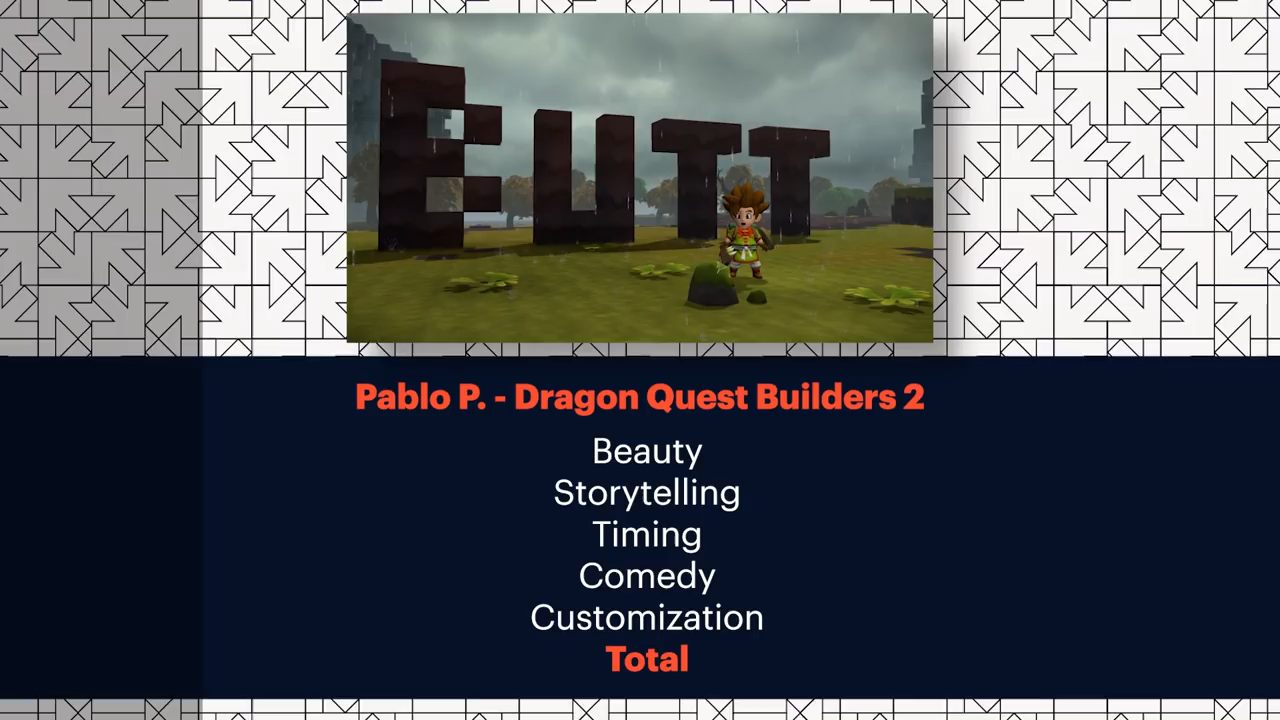 BUTT
Pablo P. - Dragon Quest Builders 2
Beauty
Storytelling
Timing
Comedy
Customization
Total